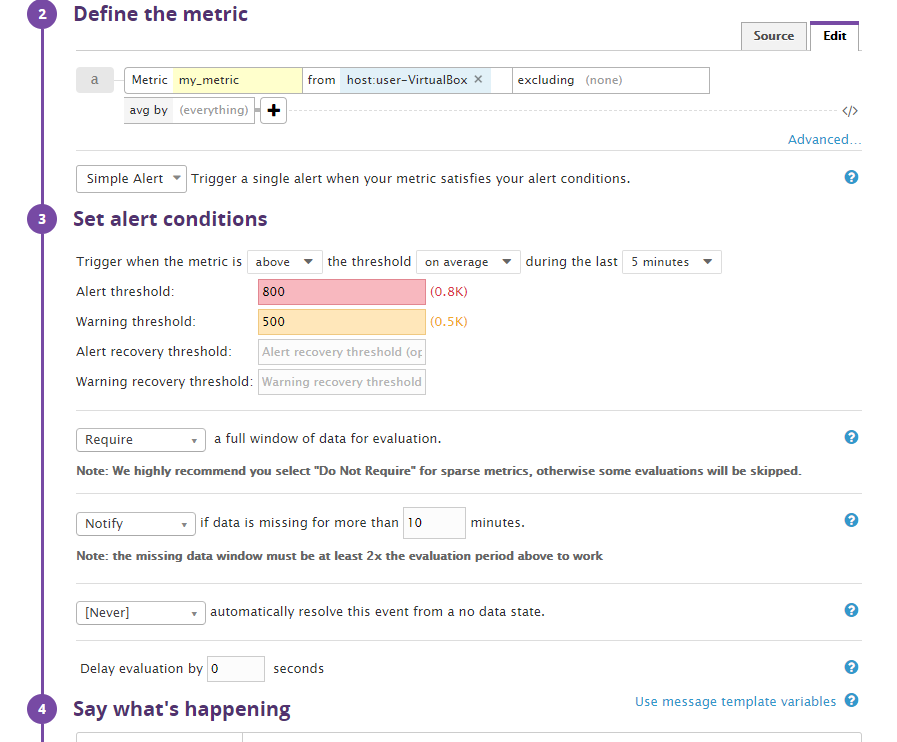 2 Define the metric
Source Edit
a Metric my_metric from host:user-VirtualBox × excluding (none)
avg by (everything) + </>
Advanced...
Simple Alert Trigger a single alert when your metric satisfies your alert conditions. ?
3 Set alert conditions
Trigger when the metric is above the threshold on average during the last 5 minutes
Alert threshold: 800 (0.8K)
Warning threshold: 500 (0.5K)
Alert recovery threshold: Alert recovery threshold (op
Warning recovery threshold: Warning recovery threshold
Require a full window of data for evaluation. ?
Note: We highly recommend you select "Do Not Require" for sparse metrics, otherwise some evaluations will be skipped.
Notify if data is missing for more than 10 minutes. ?
Note: the missing data window must be at least 2x the evaluation period above to work
[Never] automatically resolve this event from a no data state. ?
Delay evaluation by 0 seconds ?
4 Say what's happening Use message template variables ?